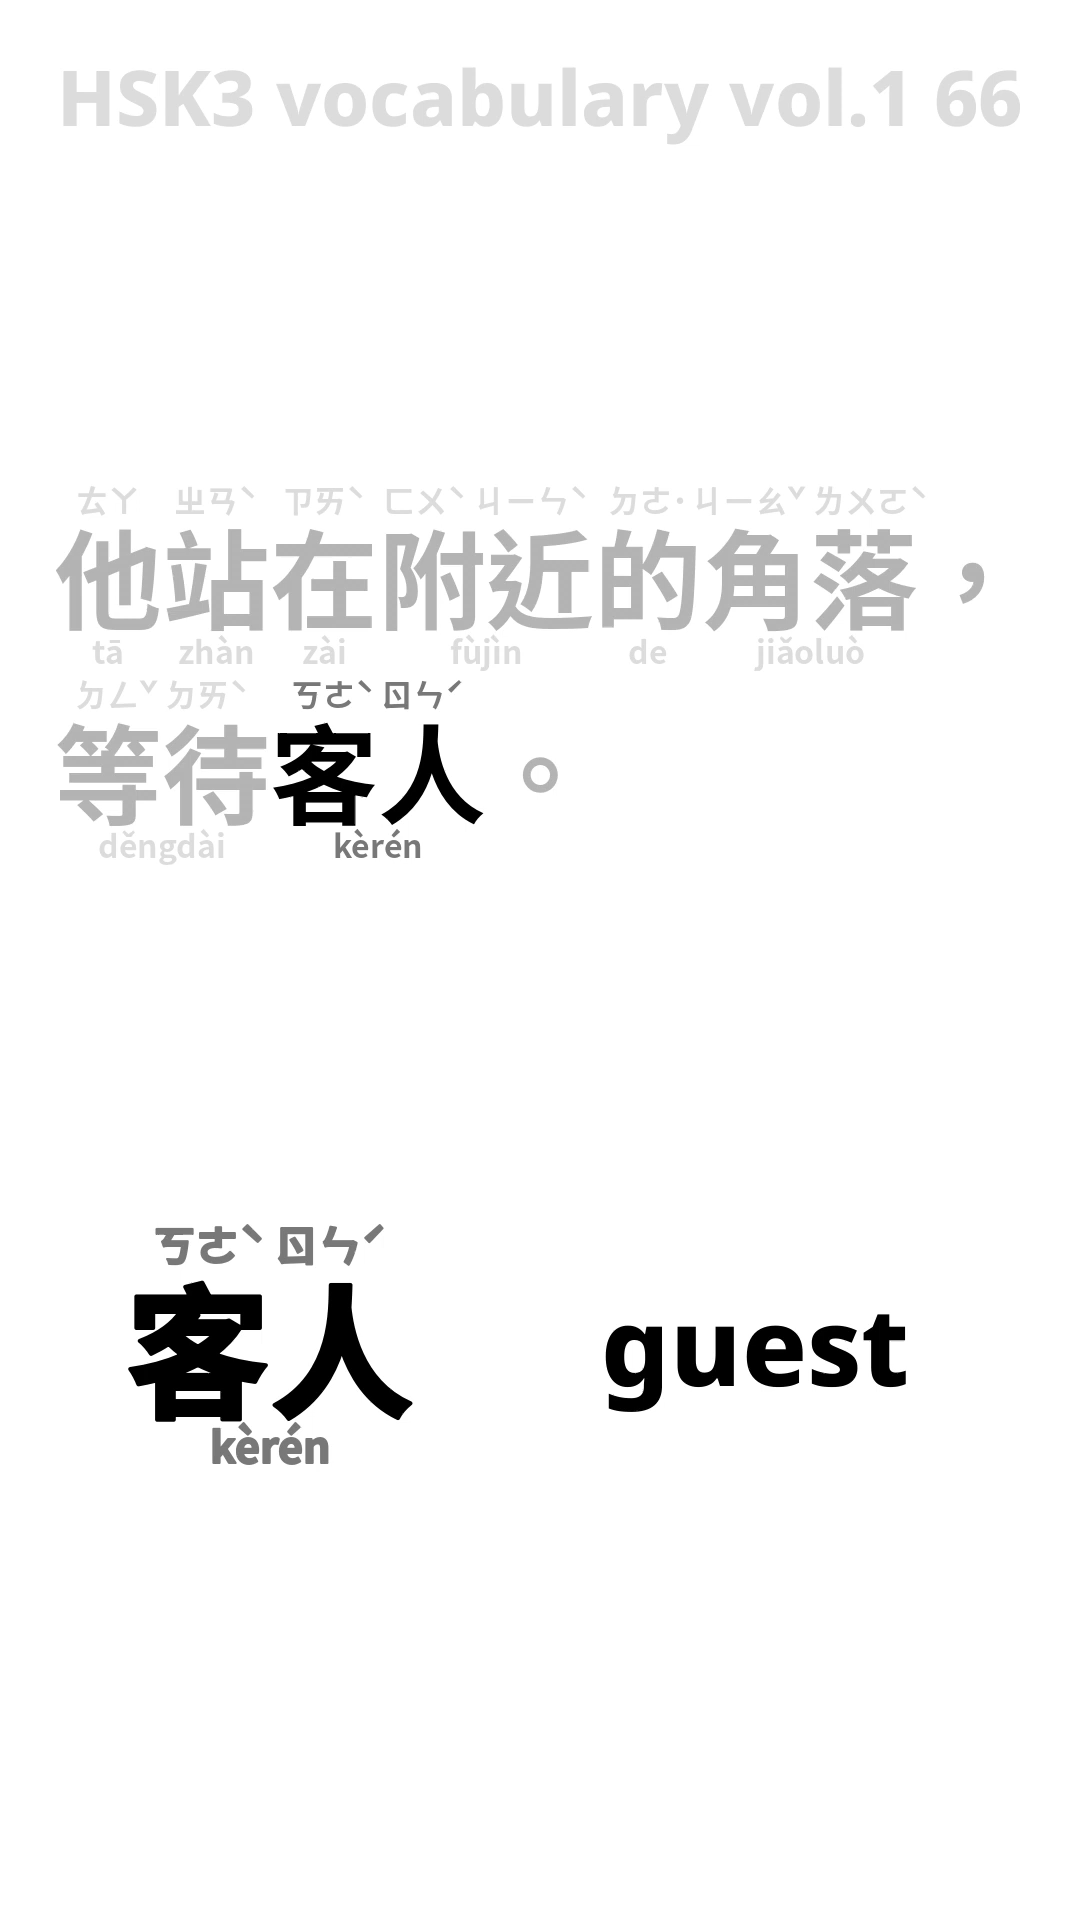 HSK3 vocabulary vol.1 66
ㄊㄚ ㄓㄢˋ ㄗㄞˋ ㄈㄨˋ ㄐㄧㄣˋ ㄉㄜ˙ ㄐㄧㄠˇ ㄌㄨㄛˋ
他站在附近的角落，
tā zhàn zài fùjìn de jiǎoluò
ㄉㄥˇ ㄉㄞˋ ㄎㄜˋ ㄖㄣˊ
等待客人。
děngdài kèrén
ㄎㄜˋ ㄖㄣˊ
客人
kèrén
guest